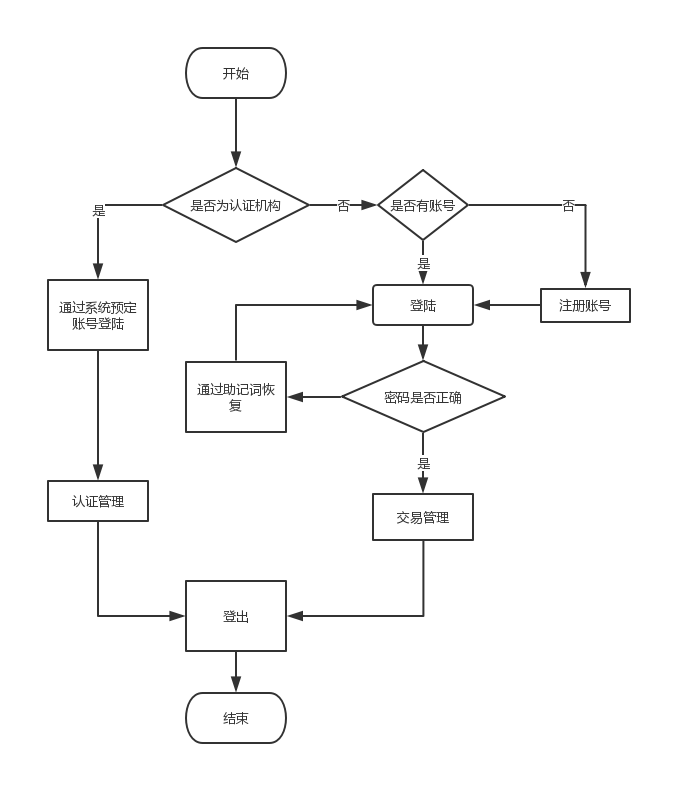 开始
是否为认证机构
是否有账号
是
否
否
是
通过系统预定
账号登陆
登陆
注册账号
通过助记词恢
复
密码是否正确
是
认证管理
交易管理
登出
结束